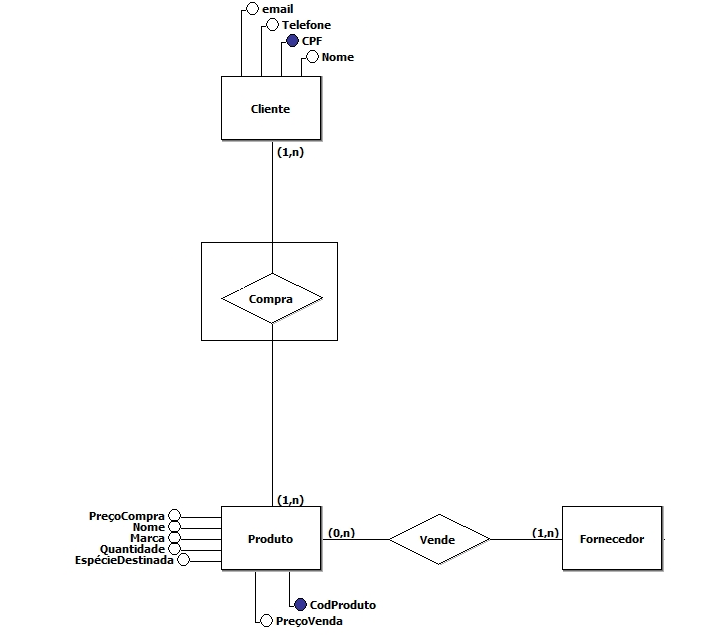 email
Telefone
CPF
Nome
Cliente
(1,n)
Compra
(1,n)
PreçoCompra
Nome
Marca
Quantidade
EspécieDestinada
Produto
(0,n)
Vende
(1,n)
Fornecedor
CodProduto
PreçoVenda